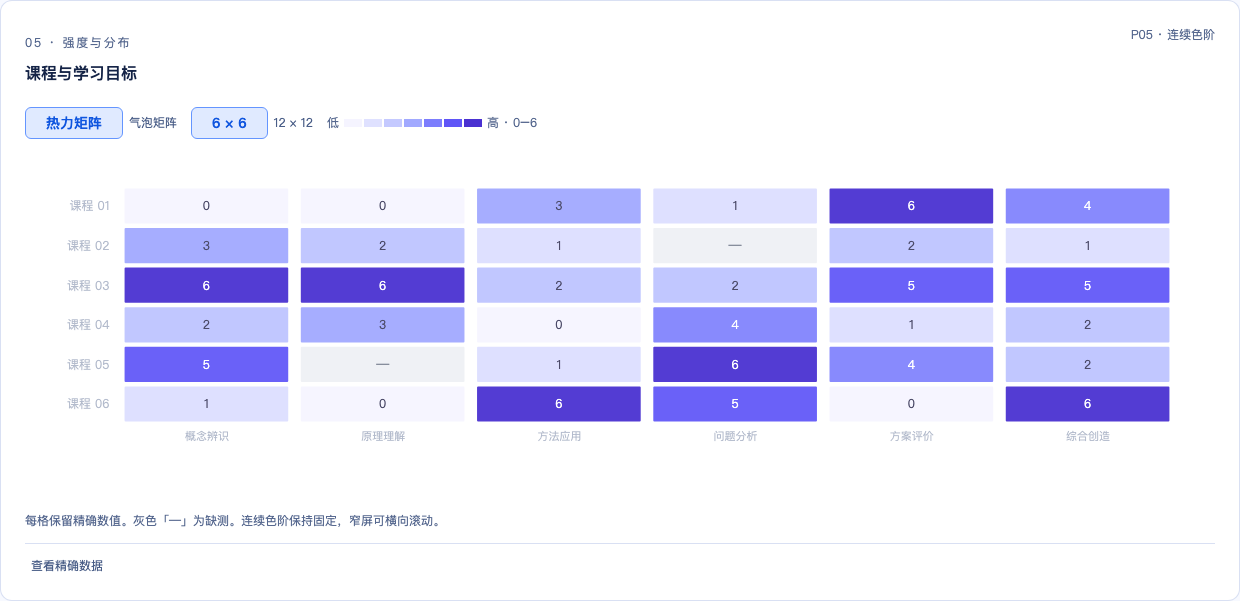 05 · 强度与分布
P05 · 连续色阶
课程与学习目标
热力矩阵 气泡矩阵 6 × 6 12 × 12 低 高 · 0–6
课程 01 0 0 3 1 6 4
课程 02 3 2 1 — 2 1
课程 03 6 6 2 2 5 5
课程 04 2 3 0 4 1 2
课程 05 5 — 1 6 4 2
课程 06 1 0 6 5 0 6
概念辨识 原理理解 方法应用 问题分析 方案评价 综合创造
每格保留精确数值。灰色「—」为缺测。连续色阶保持固定，窄屏可横向滚动。
查看精确数据